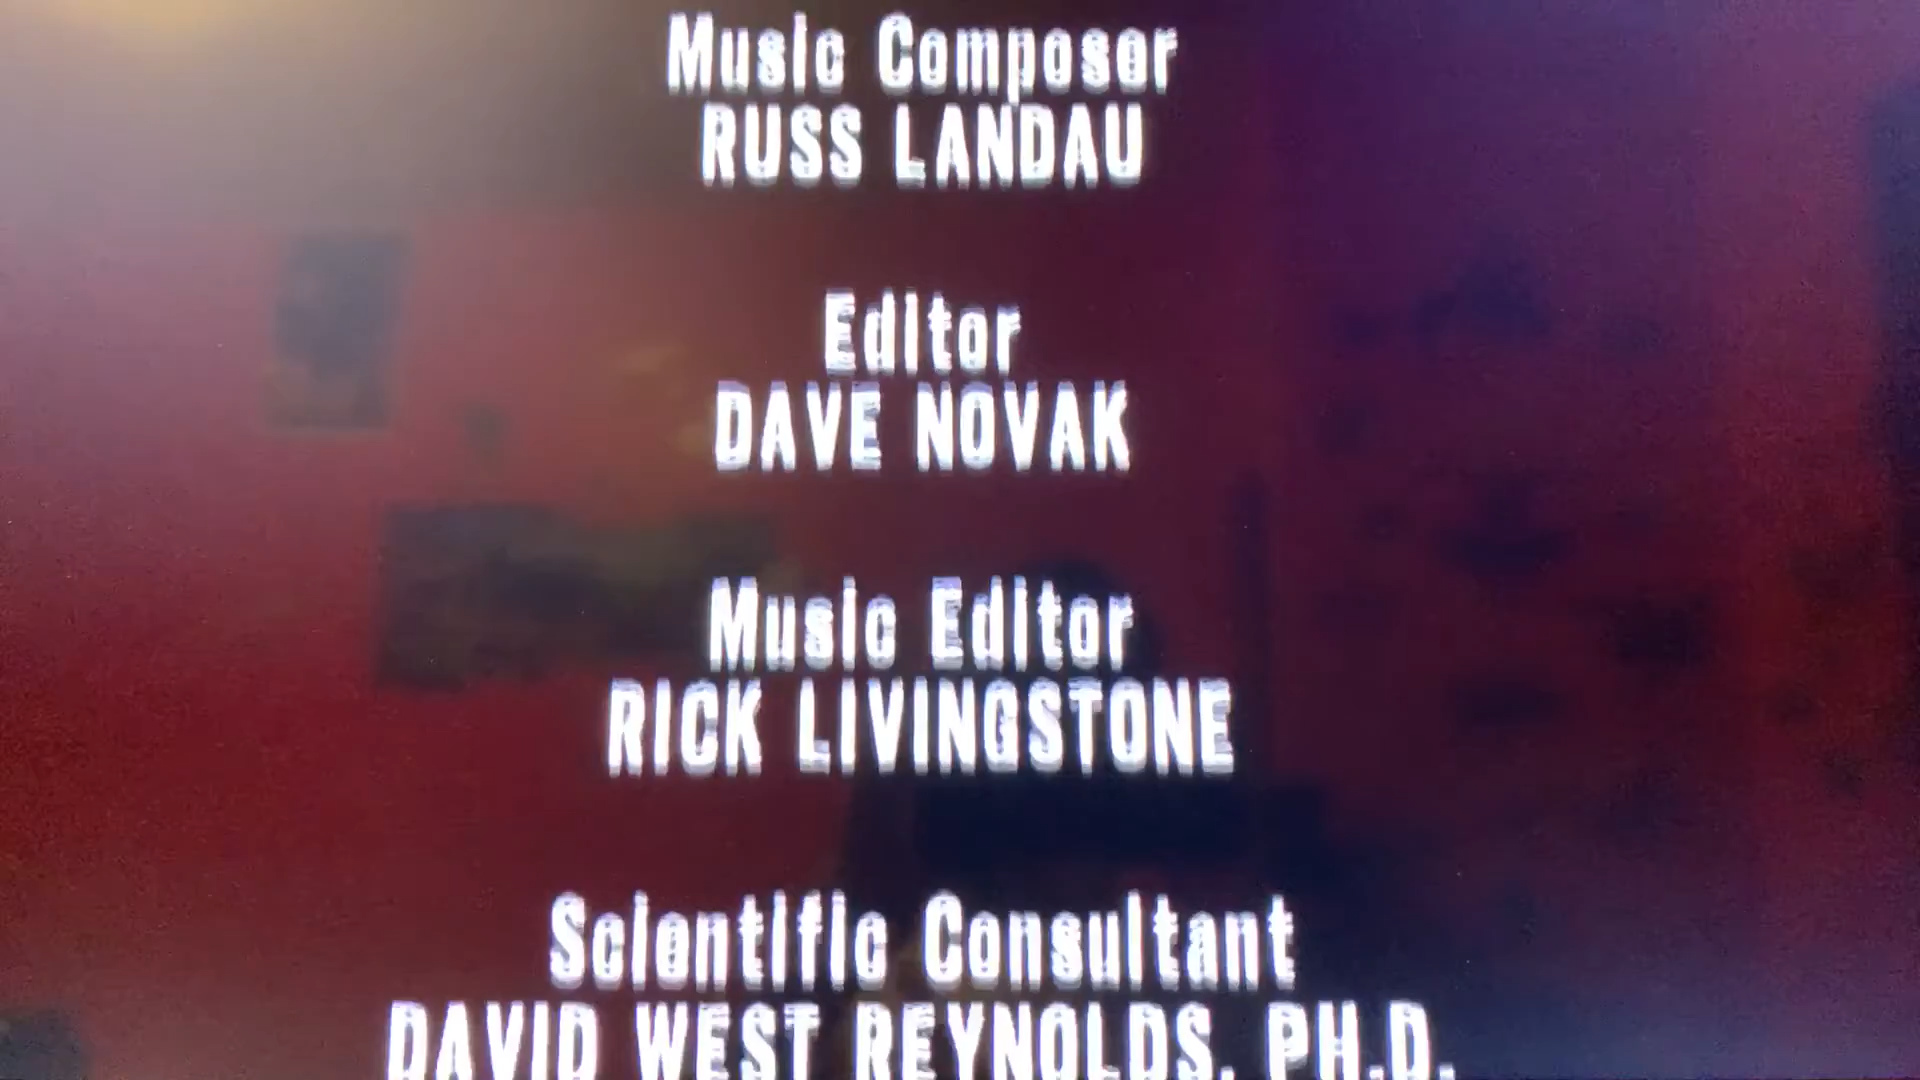 Music Composer
RUSS LANDAU
Editor
DAVE NOVAK
Music Editor
RICK LIVINGSTONE
Scientific Consultant
DAVID WEST REYNOLDS, PH.D.